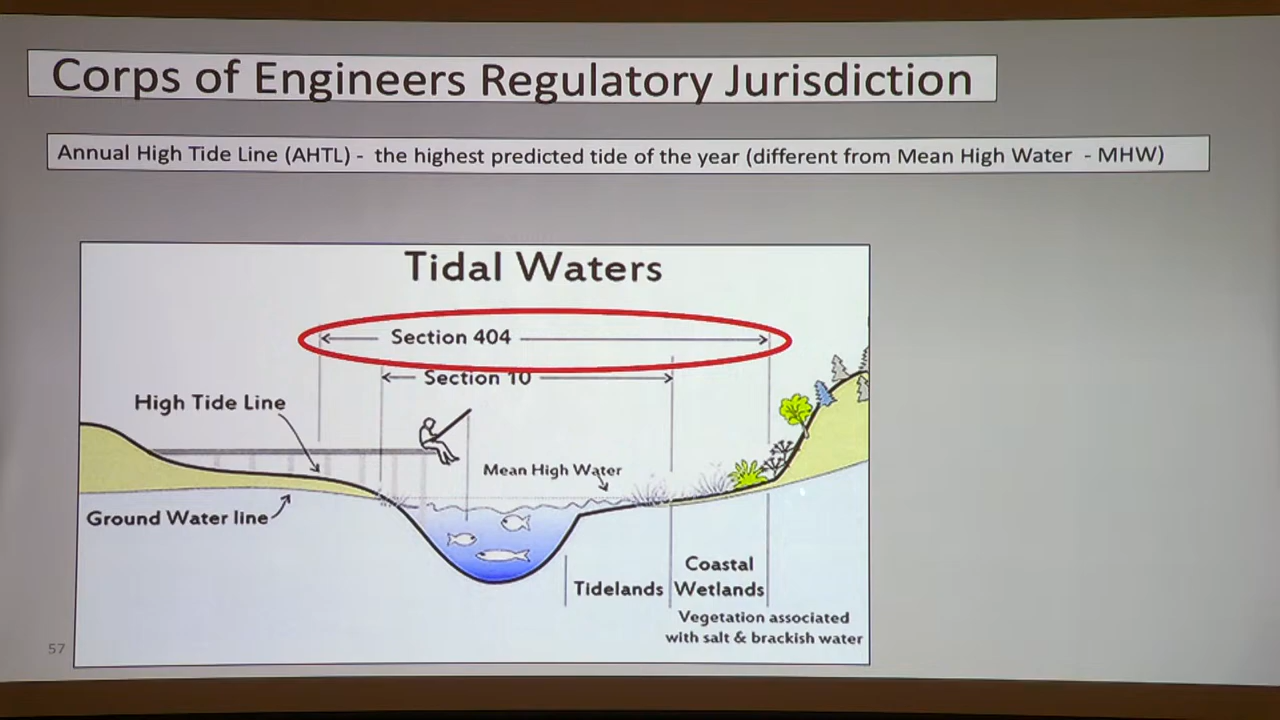 Corps of Engineers Regulatory Jurisdiction
Annual High Tide Line (AHTL) - the highest predicted tide of the year (different from Mean High Water - MHW)
Tidal Waters
Section 404
Section 10
High Tide Line
Mean High Water
Ground Water line
Tidelands
Coastal
Wetlands
Vegetation associated
with salt & brackish water
57